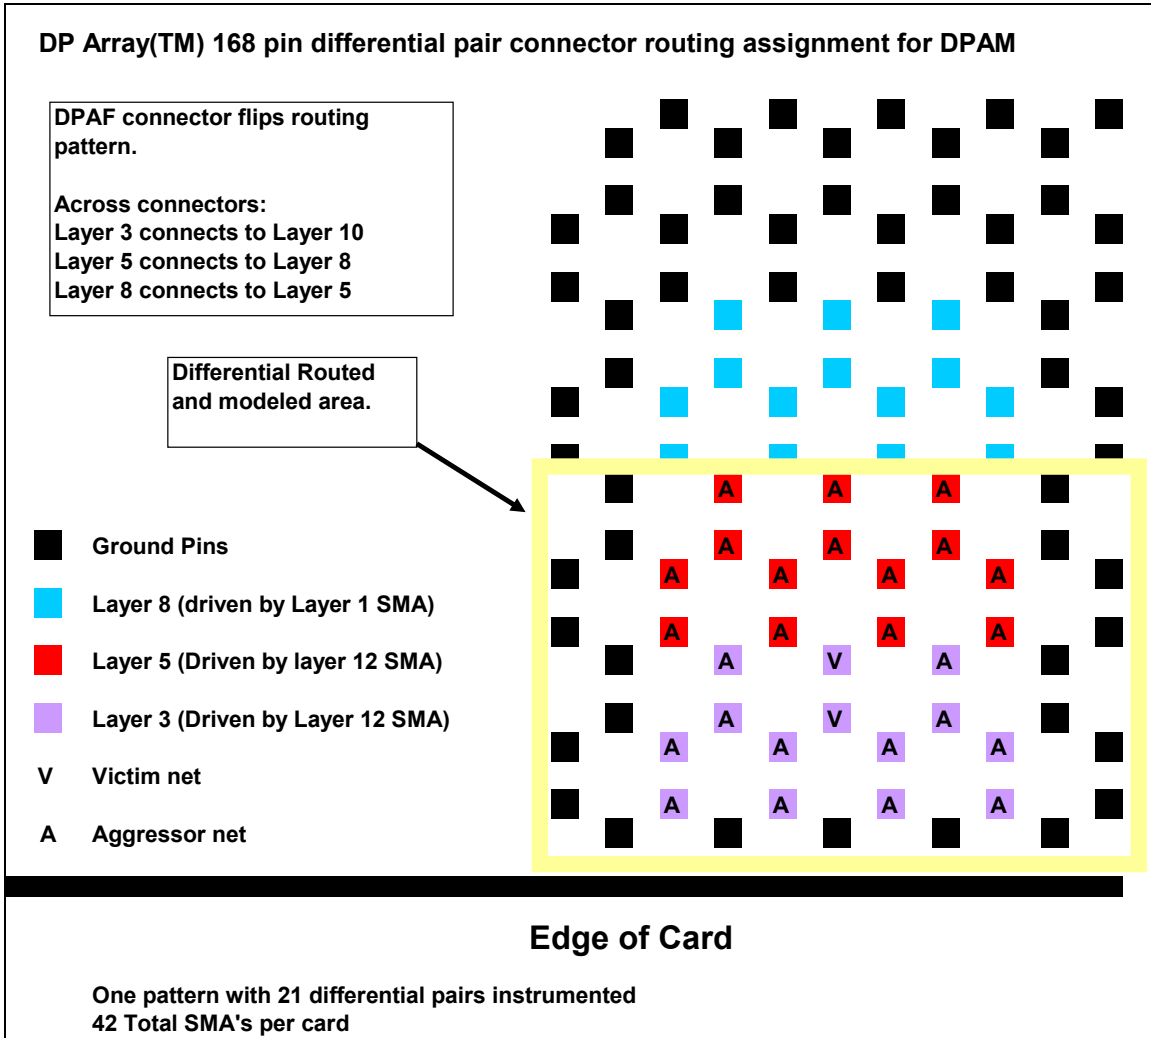 DP Array(TM) 168 pin differential pair connector routing assignment for DPAM
DPAF connector flips routing
pattern.
Across connectors:
Layer 3 connects to Layer 10
Layer 5 connects to Layer 8
Layer 8 connects to Layer 5
Differential Routed
and modeled area.
A A A
A A A
A A A A
A A A A
A V A
A V A
A A A A
A A A A
Ground Pins
Layer 8 (driven by Layer 1 SMA)
Layer 5 (Driven by layer 12 SMA)
Layer 3 (Driven by Layer 12 SMA)
V Victim net
A Aggressor net
Edge of Card
One pattern with 21 differential pairs instrumented
42 Total SMA's per card